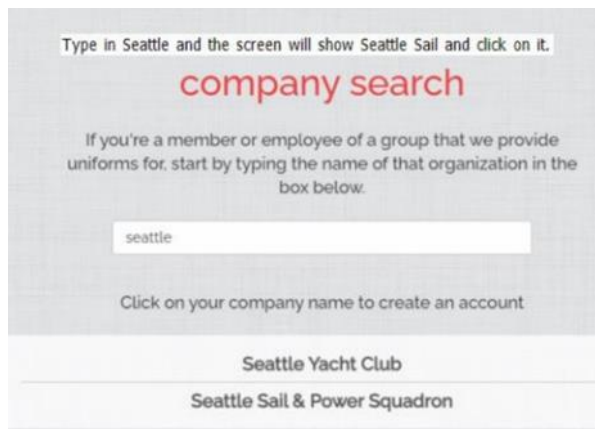 Type in Seattle and the screen will show Seattle Sail and click on it.
company search
If you're a member or employee of a group that we provide
uniforms for, start by typing the name of that organization in the
box below.
seattle
Click on your company name to create an account
Seattle Yacht Club
Seattle Sail & Power Squadron